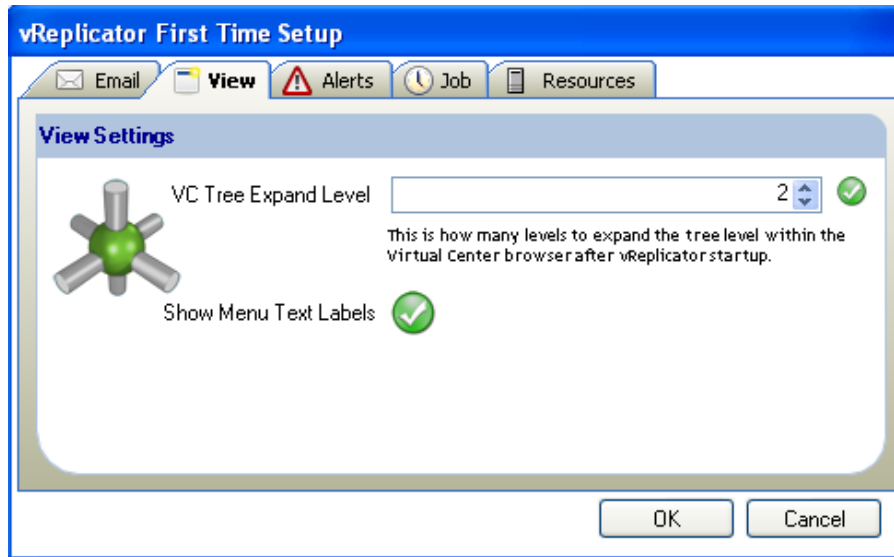 vReplicator First Time Setup
Email View Alerts Job Resources
View Settings
VC Tree Expand Level 2
This is how many levels to expand the tree level within the
Virtual Center browser after vReplicator startup.
Show Menu Text Labels
OK Cancel